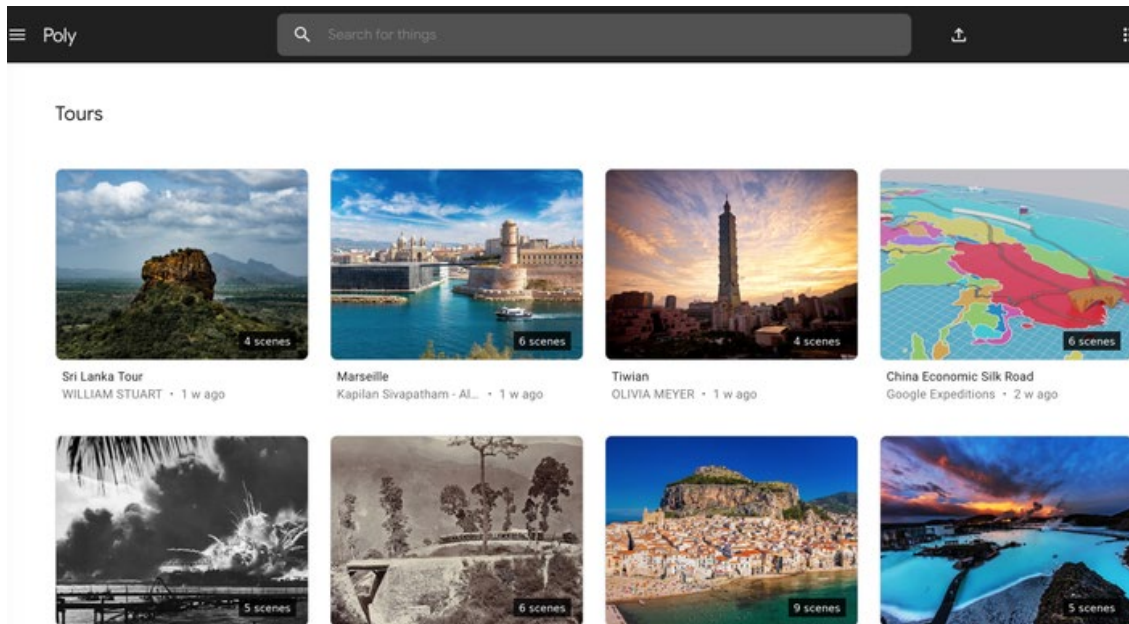 Poly
Search for things
Tours
4 scenes
6 scenes
4 scenes
6 scenes
Sri Lanka Tour
Marseille
Tiwian
China Economic Silk Road
WILLIAM STUART • 1 w ago
Kapilan Sivapatham - Al... • 1 w ago
OLIVIA MEYER • 1 w ago
Google Expeditions • 2 w ago
5 scenes
6 scenes
9 scenes
5 scenes